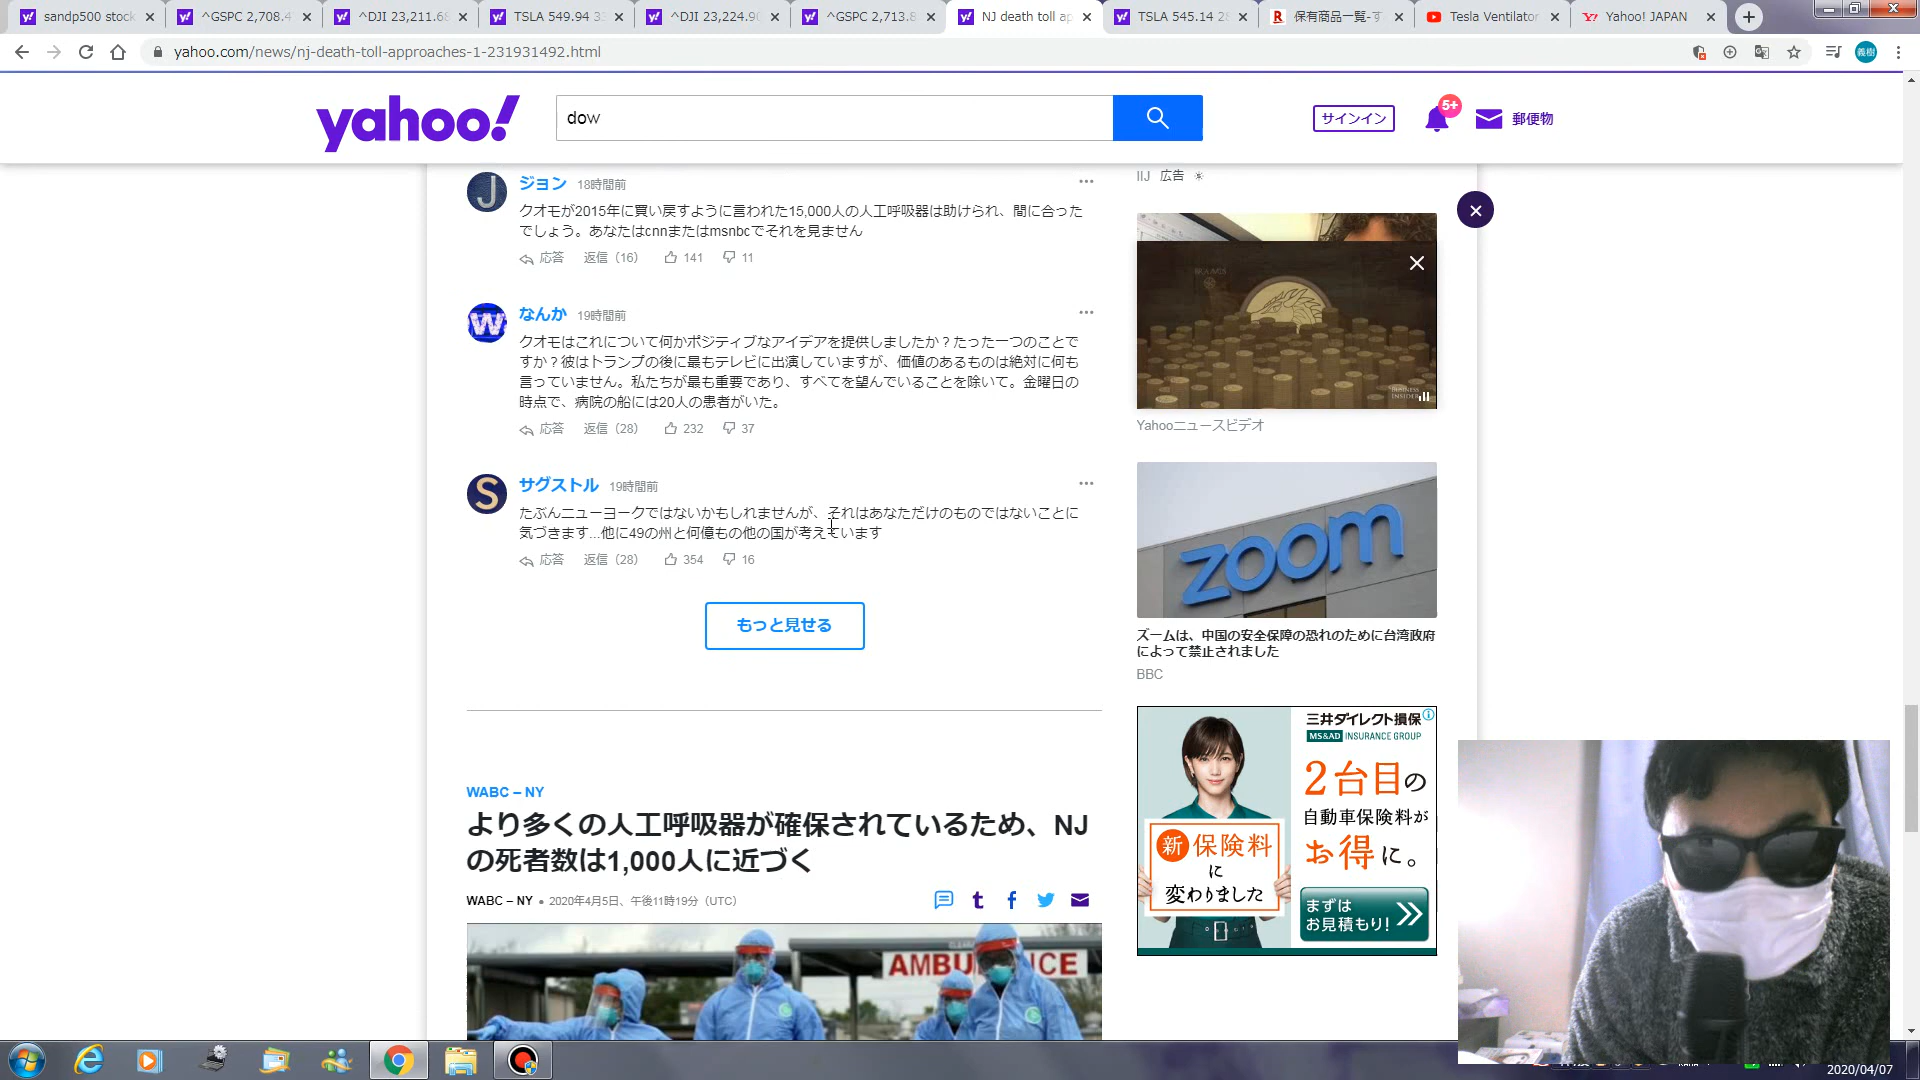 sandp500 stock
^GSPC 2,708.4
^DJI 23,211.68
TSLA 549.94 33
^DJI 23,224.90
^GSPC 2,713.8
NJ death toll ap
TSLA 545.14 28
保有商品一覧-す
Tesla Ventilator
Yahoo! JAPAN
yahoo.com/news/nj-death-toll-approaches-1-231931492.html
義樹
yahoo!
dow
サインイン
5+
郵便物
IIJ 広告
ジョン 18時間前
クオモが2015年に買い戻すように言われた15,000人の人工呼吸器は助けられ、間に合った
でしょう。あなたはcnnまたはmsnbcでそれを見ません
応答 返信（16） 141 11
なんか 19時間前
クオモはこれについて何かポジティブなアイデアを提供しましたか？たった一つのことで
すか？彼はトランプの後に最もテレビに出演していますが、価値のあるものは絶対に何も
言っていません。私たちが最も重要であり、すべてを望んでいることを除いて。金曜日の
時点で、病院の船には20人の患者がいた。
応答 返信（28） 232 37
サグストル 19時間前
たぶんニューヨークではないかもしれませんが、それはあなただけのものではないことに
気づきます...他に49の州と何億もの他の国が考えています
応答 返信（28） 354 16
もっと見せる
WABC – NY
より多くの人工呼吸器が確保されているため、NJ
の死者数は1,000人に近づく
WABC – NY • 2020年4月5日、午後11時19分（UTC）
AMBULANCE
BUSINESS
INSIDER
Yahooニュースビデオ
zoom
ズームは、中国の安全保障の恐れのために台湾政府
によって禁止されました
BBC
三井ダイレクト損保
MS&AD INSURANCE GROUP
2台目の
自動車保険料が
お得に。
新保険料
に
変わりました
まずは
お見積もり!
2020/04/07